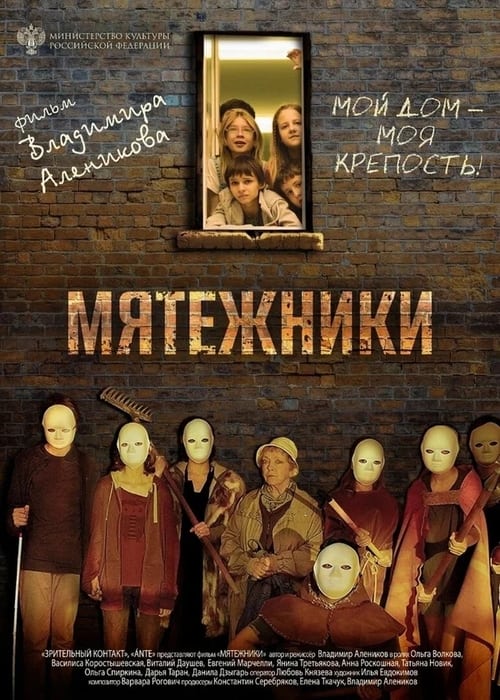 МИНИСТЕРСТВО КУЛЬТУРЫ
РОССИЙСКОЙ ФЕДЕРАЦИИ
фильм
Владимира
Аленикова
МОЙ ДОМ –
МОЯ
КРЕПОСТЬ!
МЯТЕЖНИКИ
«ЗРИТЕЛЬНЫЙ КОНТАКТ», «ANTE» представляют фильм «МЯТЕЖНИКИ» автор и режиссёр Владимир Алеников в ролях Ольга Волкова,
Василиса Коростышевская, Виталий Даушев, Евгений Марчелли, Янина Третьякова, Анна Роскошная, Татьяна Новик,
Ольга Спиркина, Дарья Таран, Данила Дзыгарь оператор Любовь Князева художник Илья Евдокимов
композитор Варвара Рогович продюсеры Константин Серебряков, Елена Ткачук, Владимир Алеников